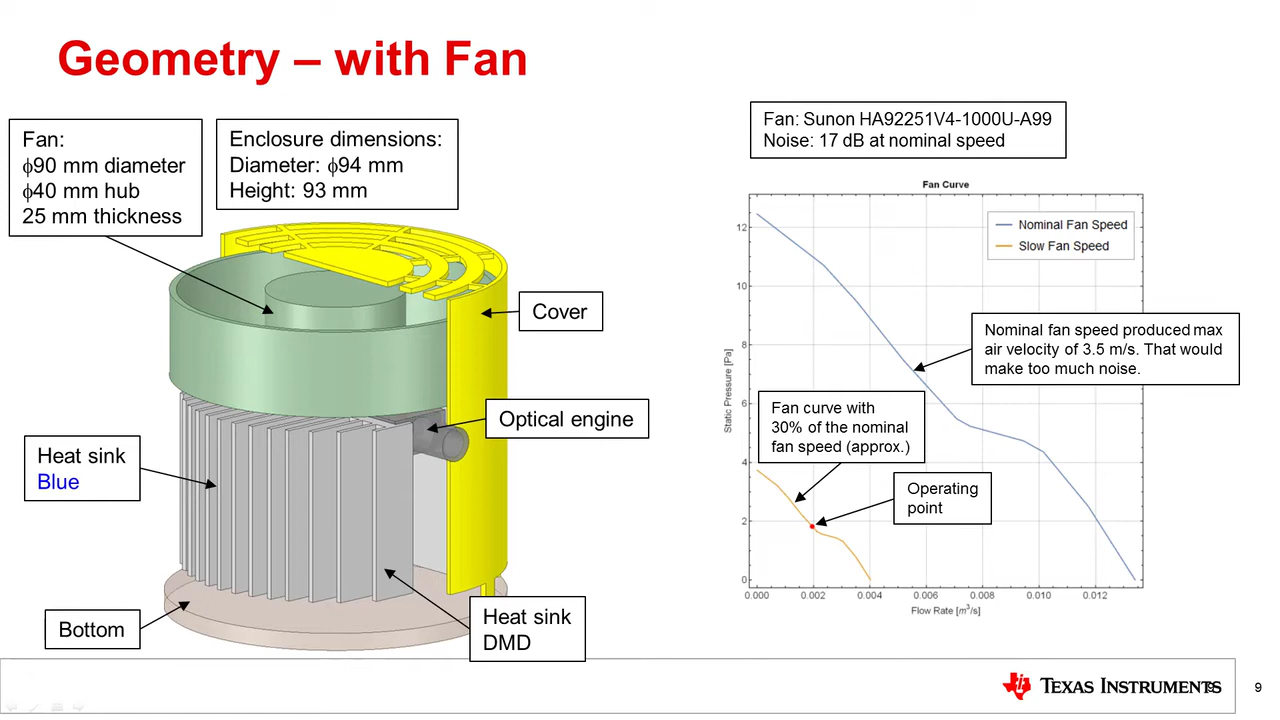 Geometry – with Fan
Fan:
ϕ90 mm diameter
ϕ40 mm hub
25 mm thickness
Enclosure dimensions:
Diameter: ϕ94 mm
Height: 93 mm
Cover
Optical engine
Heat sink
Blue
Heat sink
DMD
Bottom
Fan: Sunon HA92251V4-1000U-A99
Noise: 17 dB at nominal speed
Fan Curve
Nominal Fan Speed
Slow Fan Speed
Nominal fan speed produced max
air velocity of 3.5 m/s. That would
make too much noise.
Fan curve with
30% of the nominal
fan speed (approx.)
Operating
point
Static Pressure [Pa]
12
10
8
6
4
2
0
0.000 0.002 0.004 0.006 0.008 0.010 0.012
Flow Rate [m³/s]
TEXAS INSTRUMENTS
9
9